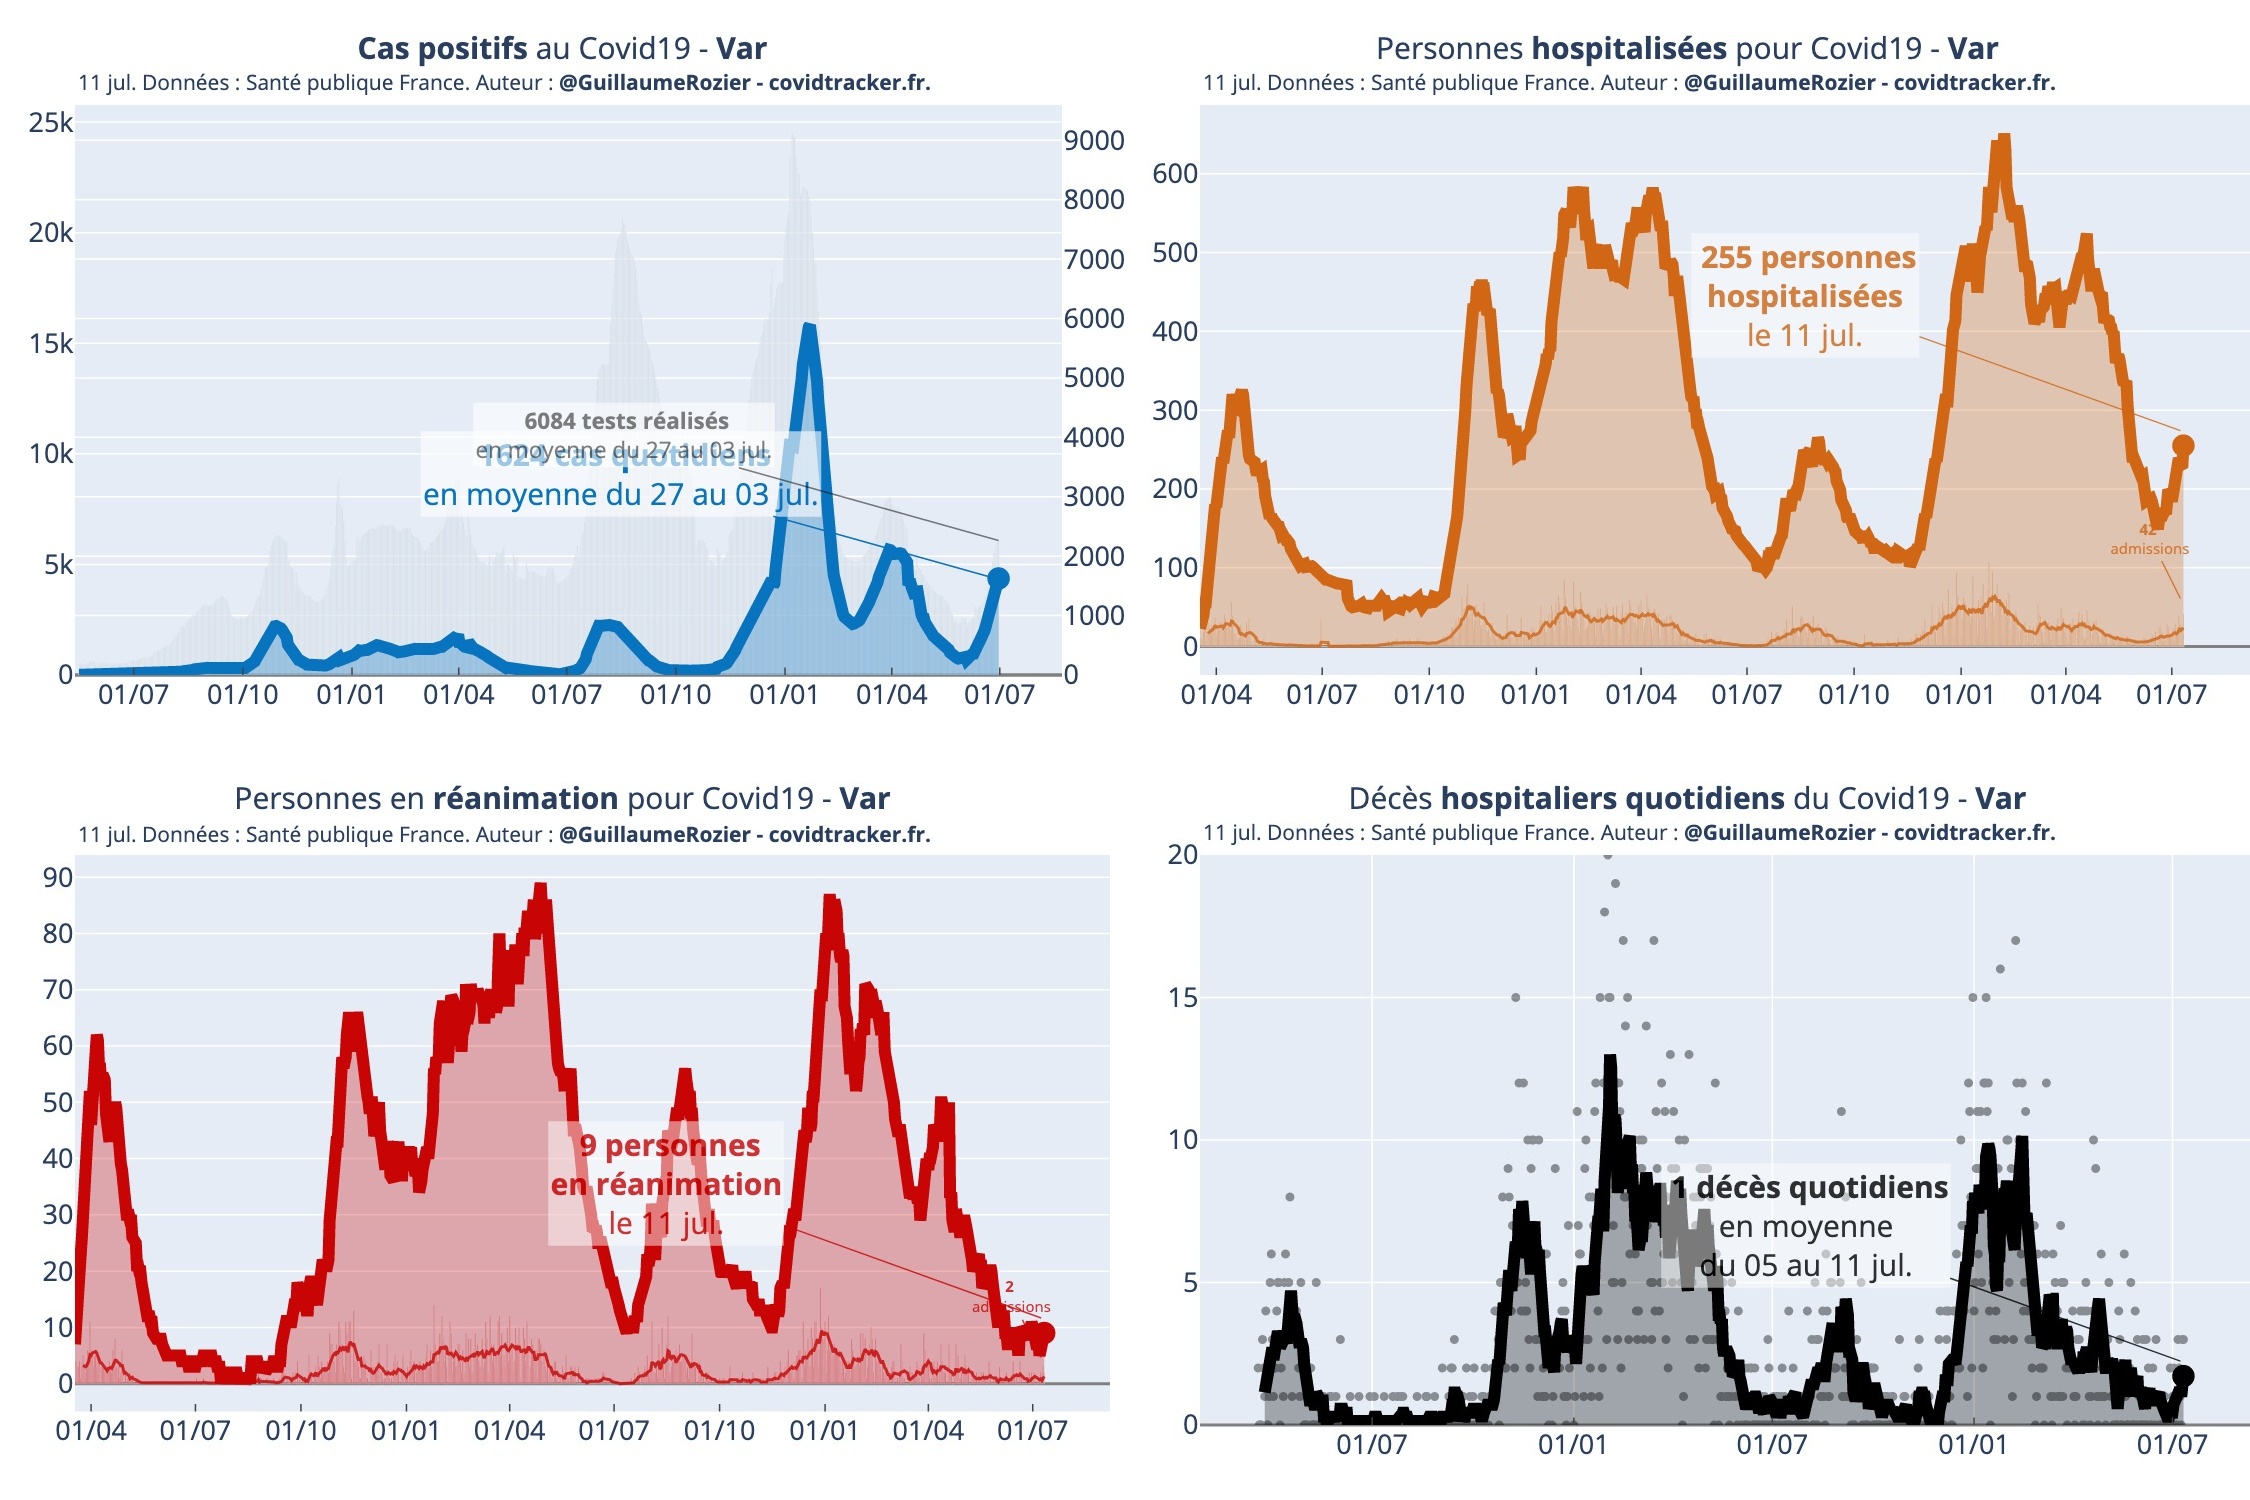 Cas positifs au Covid19 - Var
11 jul. Données : Santé publique France. Auteur : @GuillaumeRozier - covidtracker.fr.
25k
20k
15k
10k
5k
0
9000
8000
7000
6000
5000
4000
3000
2000
1000
0
6084 tests réalisés
en moyenne du 27 au 03 jul.
1624 cas quotidiens
en moyenne du 27 au 03 jul.
01/07 01/10 01/01 01/04 01/07 01/10 01/01 01/04 01/07
Personnes hospitalisées pour Covid19 - Var
11 jul. Données : Santé publique France. Auteur : @GuillaumeRozier - covidtracker.fr.
600
500
400
300
200
100
0
255 personnes
hospitalisées
le 11 jul.
42
admissions
01/04 01/07 01/10 01/01 01/04 01/07 01/10 01/01 01/04 01/07
Personnes en réanimation pour Covid19 - Var
11 jul. Données : Santé publique France. Auteur : @GuillaumeRozier - covidtracker.fr.
90
80
70
60
50
40
30
20
10
0
9 personnes
en réanimation
le 11 jul.
2
admissions
01/04 01/07 01/10 01/01 01/04 01/07 01/10 01/01 01/04 01/07
Décès hospitaliers quotidiens du Covid19 - Var
11 jul. Données : Santé publique France. Auteur : @GuillaumeRozier - covidtracker.fr.
20
15
10
5
0
1 décès quotidiens
en moyenne
du 05 au 11 jul.
01/07 01/01 01/07 01/01 01/07